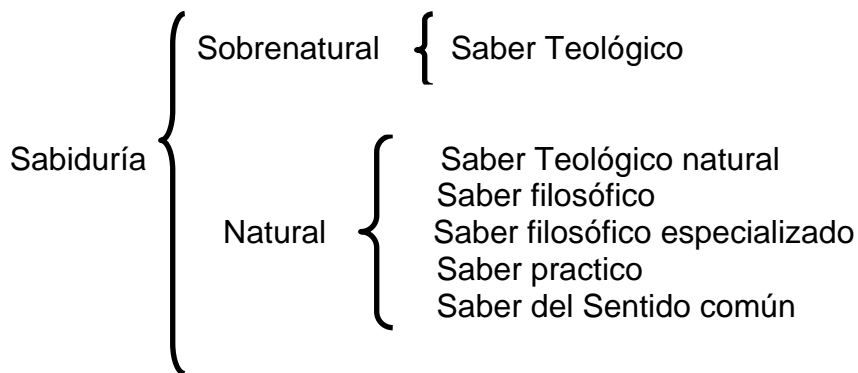 Sobrenatural Saber Teológico
Sabiduría
Saber Teológico natural
Saber filosófico
Natural Saber filosófico especializado
Saber practico
Saber del Sentido común